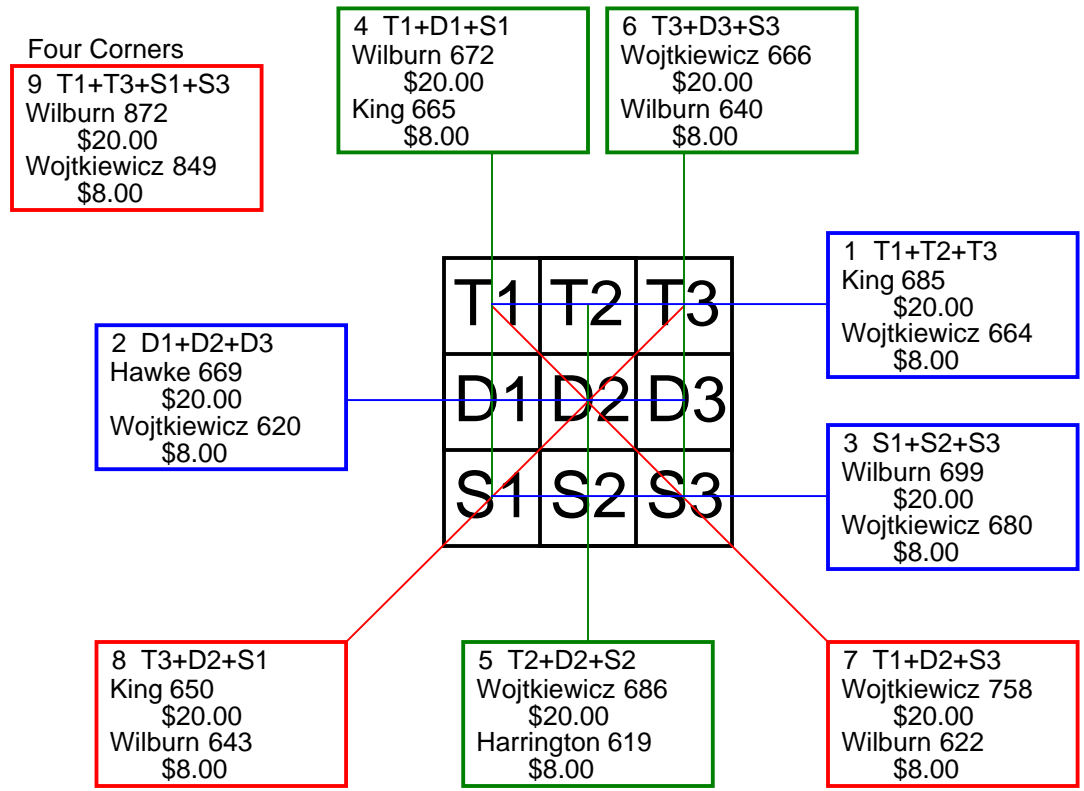 Four Corners
9 T1+T3+S1+S3
Wilburn 872
$20.00
Wojtkiewicz 849
$8.00
4 T1+D1+S1
Wilburn 672
$20.00
King 665
$8.00
6 T3+D3+S3
Wojtkiewicz 666
$20.00
Wilburn 640
$8.00
1 T1+T2+T3
King 685
$20.00
Wojtkiewicz 664
$8.00
2 D1+D2+D3
Hawke 669
$20.00
Wojtkiewicz 620
$8.00
T1 T2 T3
D1 D2 D3
S1 S2 S3
3 S1+S2+S3
Wilburn 699
$20.00
Wojtkiewicz 680
$8.00
8 T3+D2+S1
King 650
$20.00
Wilburn 643
$8.00
5 T2+D2+S2
Wojtkiewicz 686
$20.00
Harrington 619
$8.00
7 T1+D2+S3
Wojtkiewicz 758
$20.00
Wilburn 622
$8.00